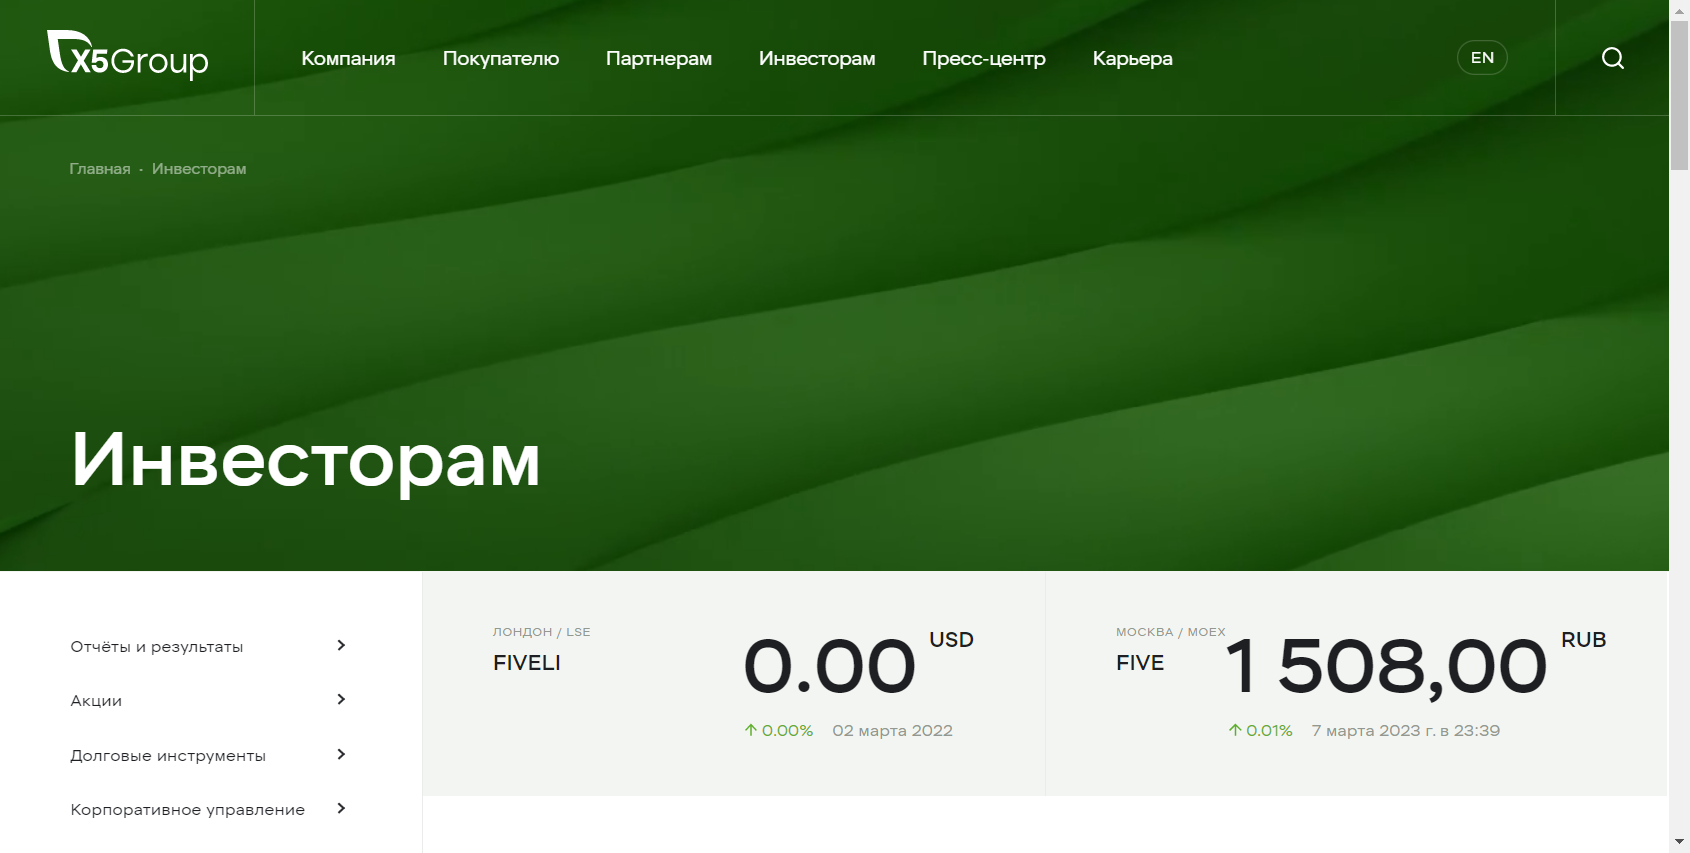 X5Group
Компания Покупателю Партнерам Инвесторам Пресс-центр Карьера EN
Главная · Инвесторам
Инвесторам
Отчёты и результаты
Акции
Долговые инструменты
Корпоративное управление
ЛОНДОН / LSE
FIVELI
0.00 USD
↑ 0.00% 02 марта 2022
МОСКВА / MOEX
FIVE
1 508,00 RUB
↑ 0.01% 7 марта 2023 г. в 23:39